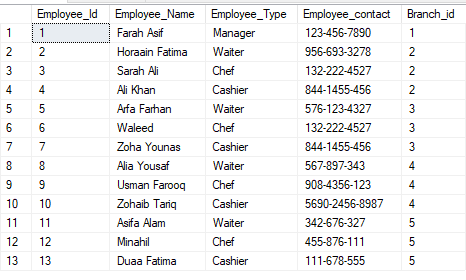 Employee_Id Employee_Name Employee_Type Employee_contact Branch_id
1 1 Farah Asif Manager 123-456-7890 1
2 2 Horaain Fatima Waiter 956-693-3278 2
3 3 Sarah Ali Chef 132-222-4527 2
4 4 Ali Khan Cashier 844-1455-456 2
5 5 Arfa Farhan Waiter 576-123-4327 3
6 6 Waleed Chef 132-222-4527 3
7 7 Zoha Younas Cashier 844-1455-456 3
8 8 Alia Yousaf Waiter 567-897-343 4
9 9 Usman Farooq Chef 908-4356-123 4
10 10 Zohaib Tariq Cashier 5690-2456-8987 4
11 11 Asifa Alam Waiter 342-676-327 5
12 12 Minahil Chef 455-876-111 5
13 13 Duaa Fatima Cashier 111-678-555 5